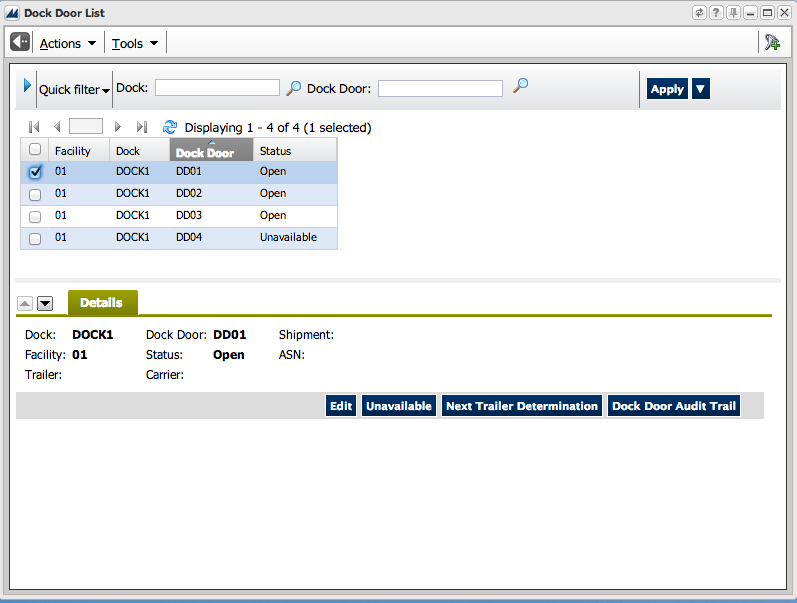 Dock Door List
Actions Tools
Quick filter Dock: Dock Door: Apply
Displaying 1 - 4 of 4 (1 selected)
Facility Dock Dock Door Status
01 DOCK1 DD01 Open
01 DOCK1 DD02 Open
01 DOCK1 DD03 Open
01 DOCK1 DD04 Unavailable
Details
Dock: DOCK1 Dock Door: DD01 Shipment:
Facility: 01 Status: Open ASN:
Trailer: Carrier:
Edit Unavailable Next Trailer Determination Dock Door Audit Trail